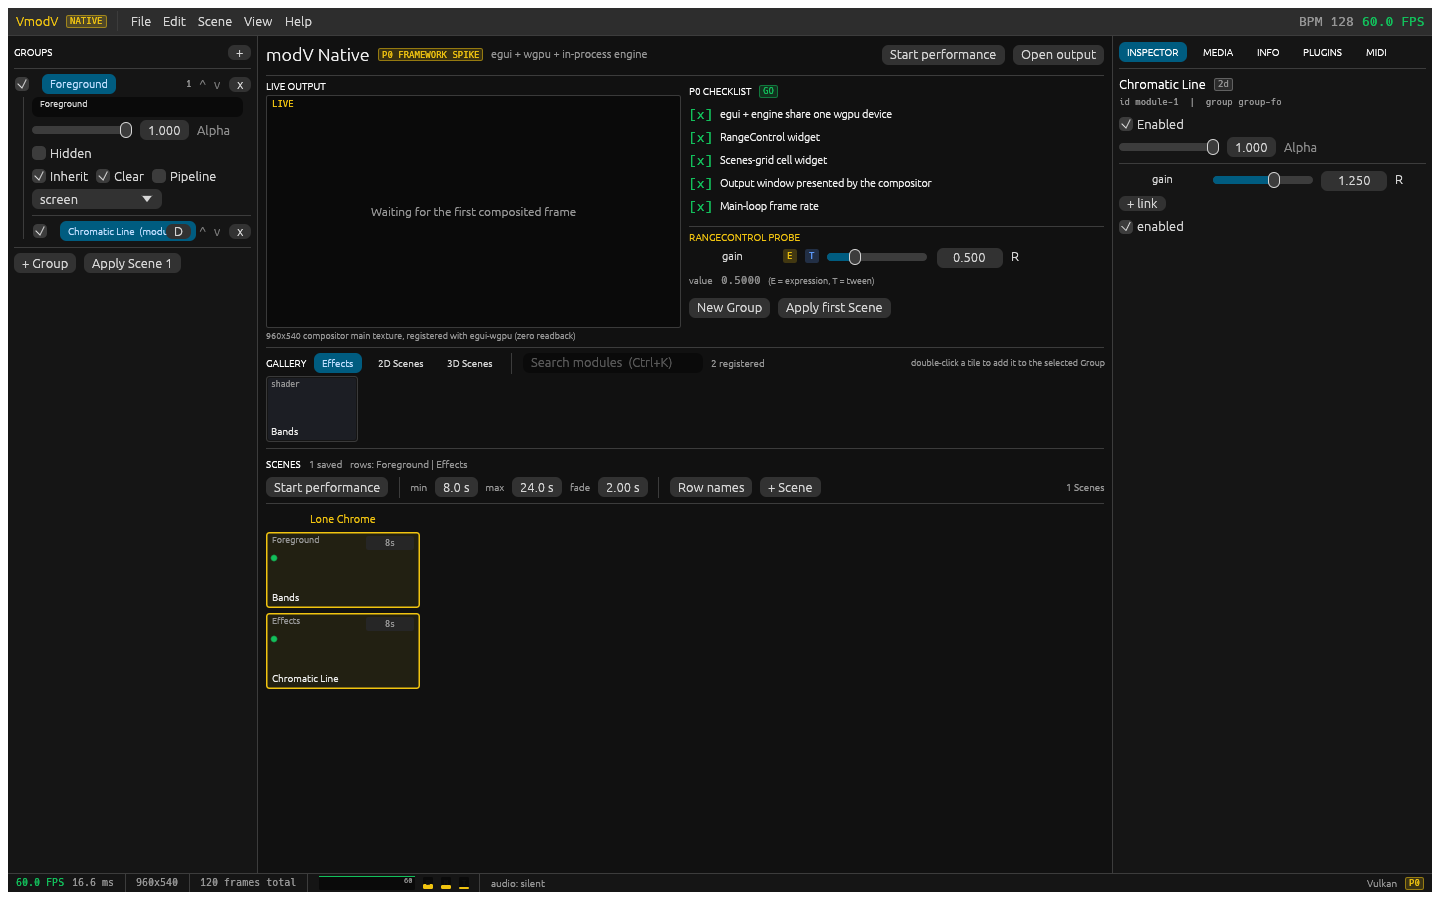 VmodV NATIVE File Edit Scene View Help BPM 128 60.0 FPS
GROUPS +
Foreground 1 ^ v x
Foreground
1.000 Alpha
Hidden
Inherit Clear Pipeline
screen
Chromatic Line (modu D ^ v x
+ Group Apply Scene 1
modV Native P0 FRAMEWORK SPIKE egui + wgpu + in-process engine Start performance Open output
LIVE OUTPUT
LIVE
Waiting for the first composited frame
960x540 compositor main texture, registered with egui-wgpu (zero readback)
P0 CHECKLIST GO
[x] egui + engine share one wgpu device
[x] RangeControl widget
[x] Scenes-grid cell widget
[x] Output window presented by the compositor
[x] Main-loop frame rate
RANGECONTROL PROBE
gain E T 0.500 R
value 0.5000 (E = expression, T = tween)
New Group Apply first Scene
GALLERY Effects 2D Scenes 3D Scenes Search modules (Ctrl+K) 2 registered double-click a tile to add it to the selected Group
shader
Bands
SCENES 1 saved rows: Foreground | Effects
Start performance min 8.0 s max 24.0 s fade 2.00 s Row names + Scene 1 Scenes
Lone Chrome
Foreground 8s
Bands
Effects 8s
Chromatic Line
INSPECTOR MEDIA INFO PLUGINS MIDI
Chromatic Line 2d
id module-1 | group group-fo
Enabled
1.000 Alpha
gain 1.250 R
+ link
enabled
60.0 FPS 16.6 ms 960x540 120 frames total 60 audio: silent Vulkan P0